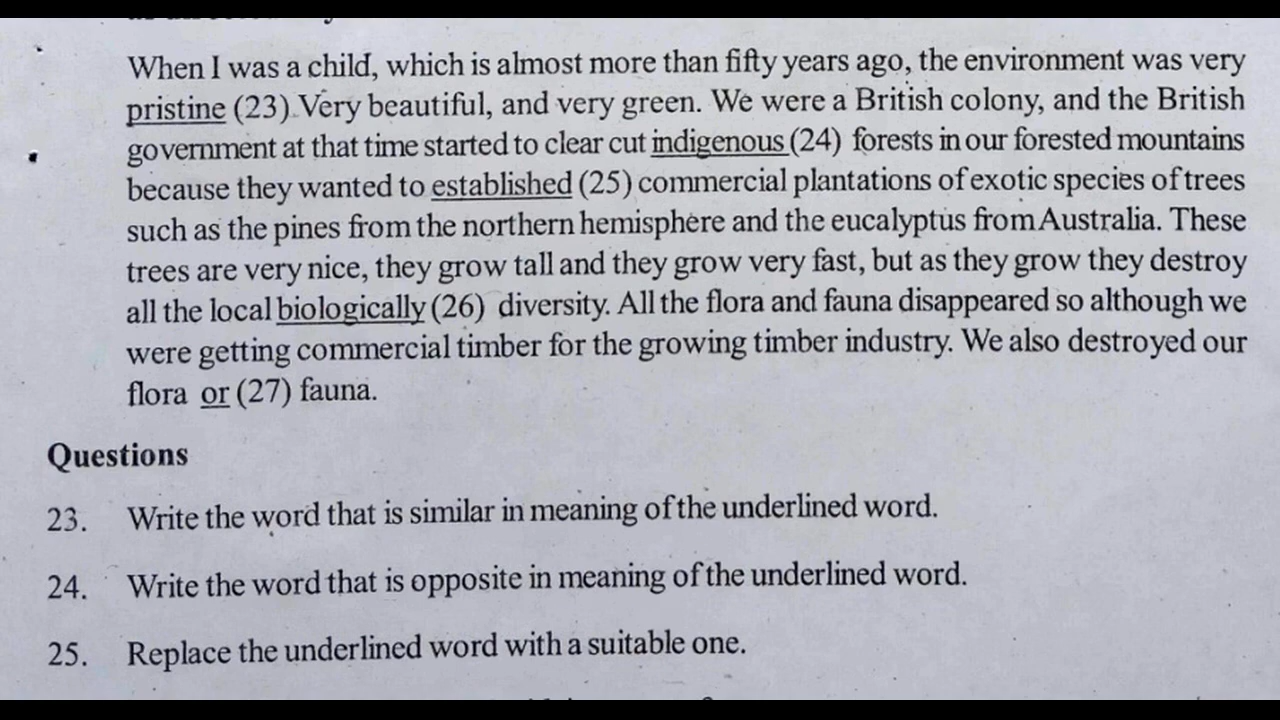 When I was a child, which is almost more than fifty years ago, the environment was very
pristine (23) Very beautiful, and very green. We were a British colony, and the British
government at that time started to clear cut indigenous (24) forests in our forested mountains
because they wanted to established (25) commercial plantations of exotic species of trees
such as the pines from the northern hemisphere and the eucalyptus from Australia. These
trees are very nice, they grow tall and they grow very fast, but as they grow they destroy
all the local biologically (26) diversity. All the flora and fauna disappeared so although we
were getting commercial timber for the growing timber industry. We also destroyed our
flora or (27) fauna.
Questions
23. Write the word that is similar in meaning of the underlined word.
24. Write the word that is opposite in meaning of the underlined word.
25. Replace the underlined word with a suitable one.